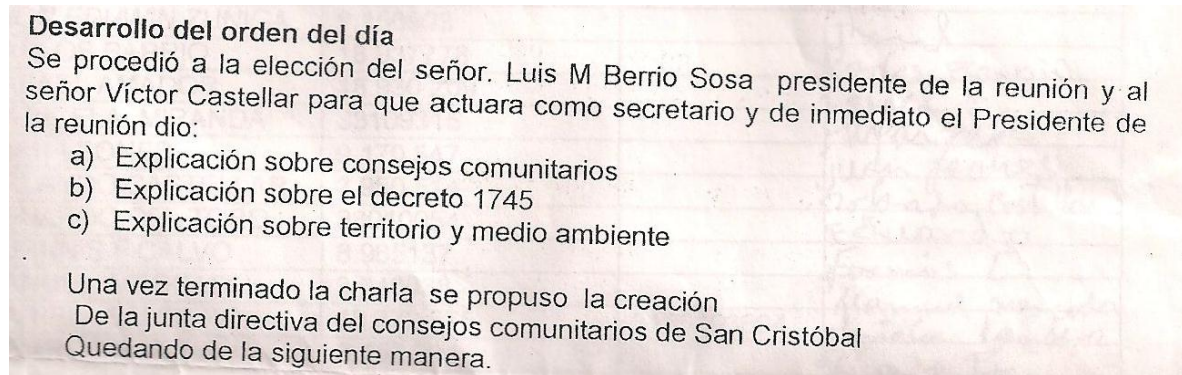 Desarrollo del orden del día
Se procedió a la elección del señor. Luis M Berrio Sosa presidente de la reunión y al
señor Víctor Castellar para que actuara como secretario y de inmediato el Presidente de
la reunión dio:
a) Explicación sobre consejos comunitarios
b) Explicación sobre el decreto 1745
c) Explicación sobre territorio y medio ambiente
Una vez terminado la charla se propuso la creación
De la junta directiva del consejos comunitarios de San Cristóbal
Quedando de la siguiente manera.